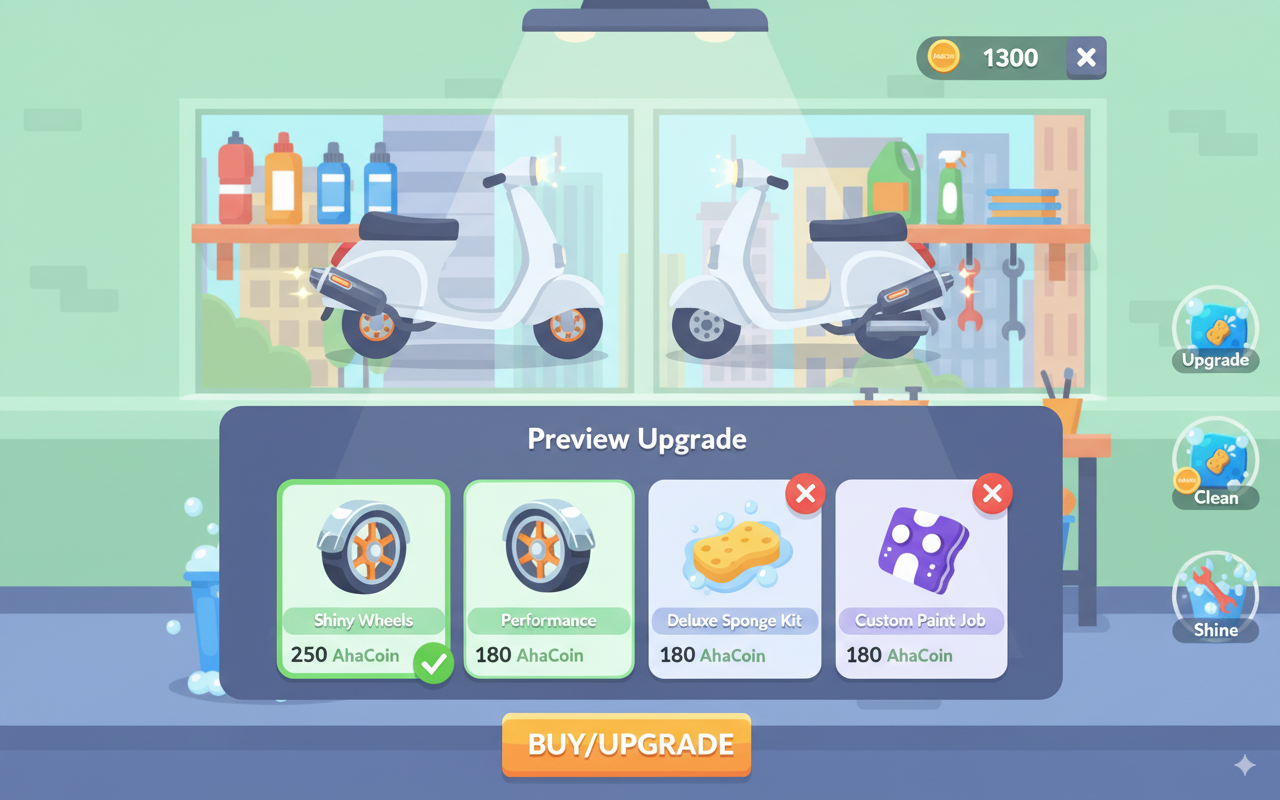 1300
Upgrade
Clean
Shine
Preview Upgrade
Shiny Wheels
250 AhaCoin
Performance
180 AhaCoin
Deluxe Sponge Kit
180 AhaCoin
Custom Paint Job
180 AhaCoin
BUY/UPGRADE